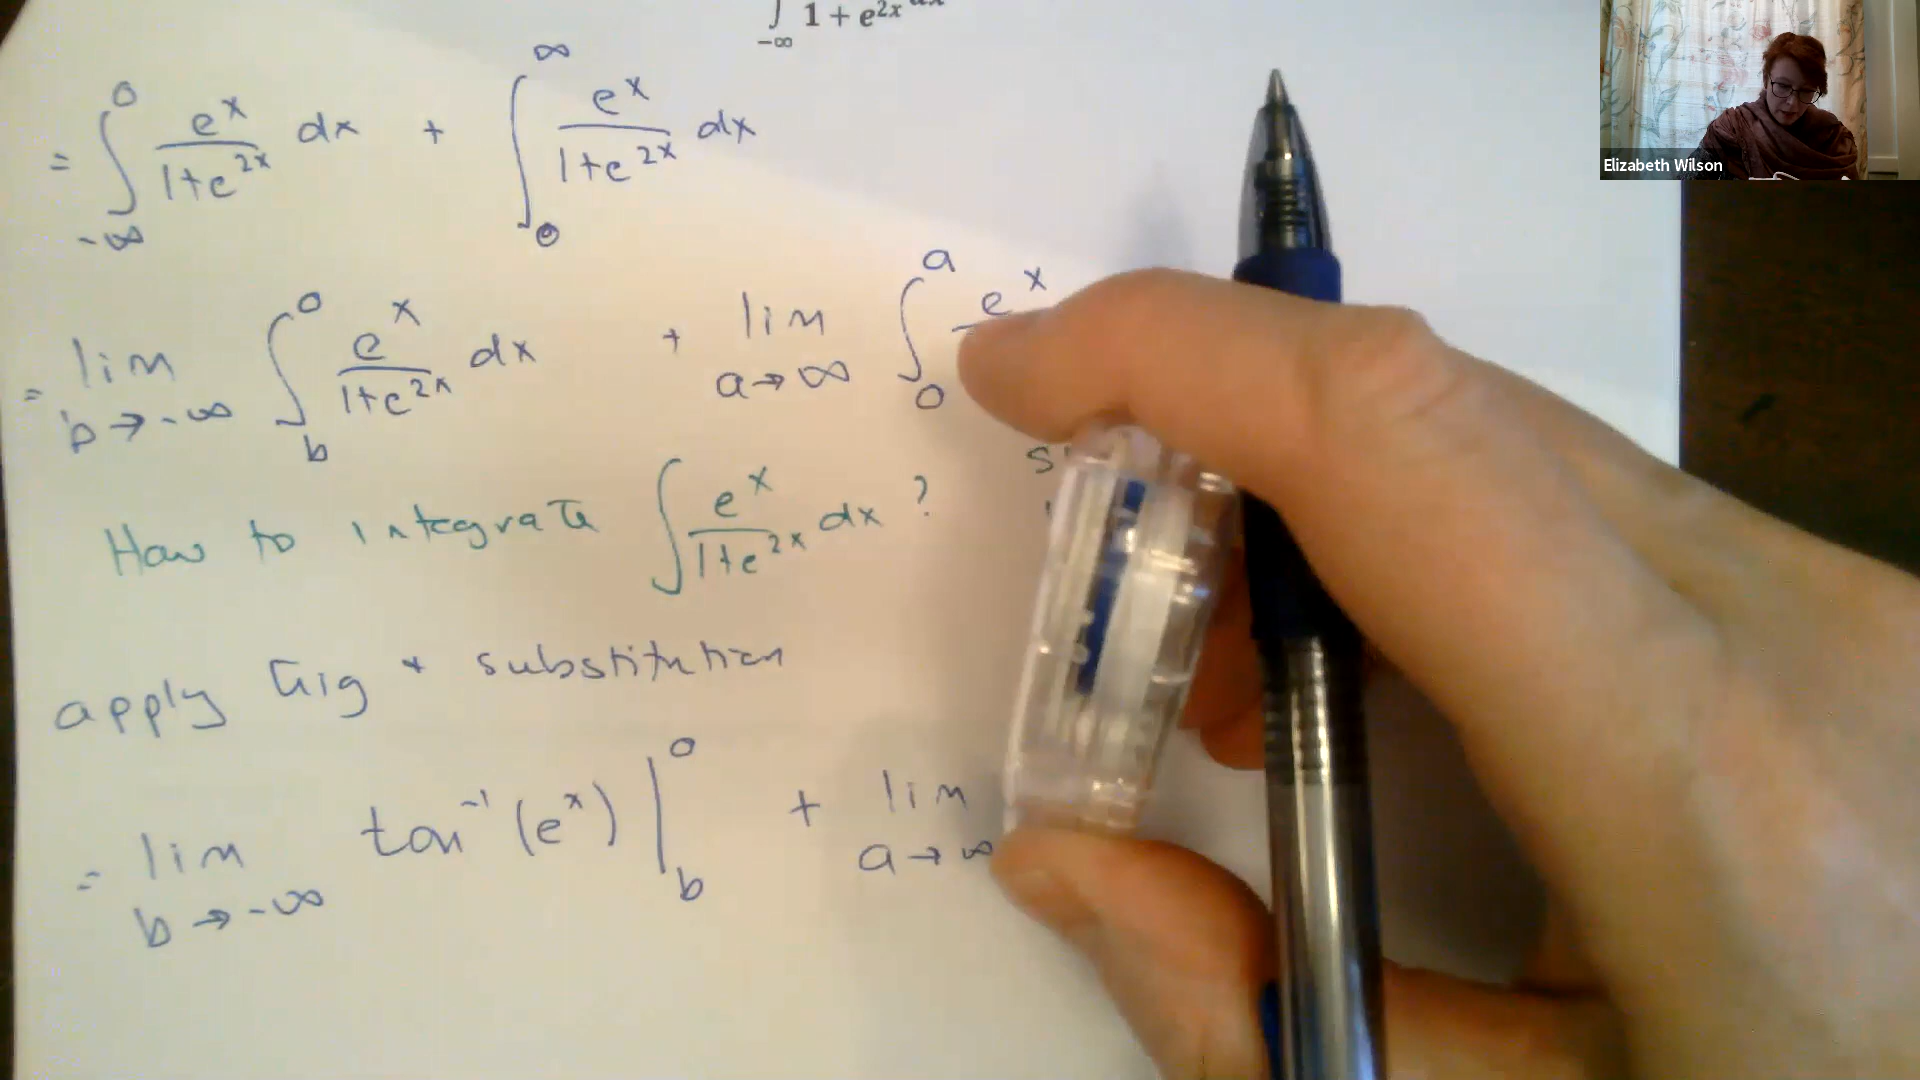 ∫_{-∞} 1 + e^{2x} dx
Elizabeth Wilson
= ∫_{-∞}^{0} e^x / (1+e^{2x}) dx + ∫_{0}^{∞} e^x / (1+e^{2x}) dx
= lim_{b→-∞} ∫_{b}^{0} e^x / (1+e^{2x}) dx + lim_{a→∞} ∫_{0}^{a} e^x
How to integrate ∫ e^x / (1+e^{2x}) dx ?
apply Trig + substitution
= lim_{b→-∞} tan^{-1}(e^x) |_{b}^{0} + lim_{a→∞}